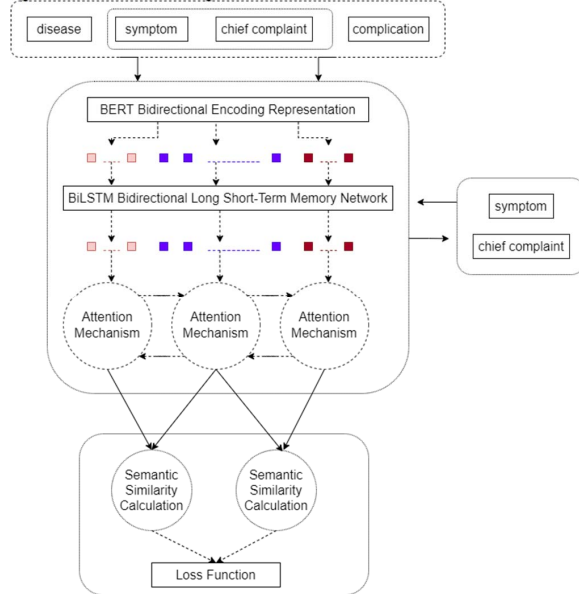 disease
symptom
chief complaint
complication
BERT Bidirectional Encoding Representation
BiLSTM Bidirectional Long Short-Term Memory Network
symptom
chief complaint
Attention
Mechanism
Attention
Mechanism
Attention
Mechanism
Semantic
Similarity
Calculation
Semantic
Similarity
Calculation
Loss Function